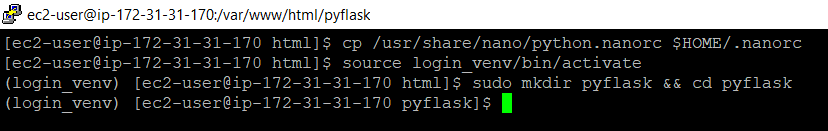 ec2-user@ip-172-31-31-170:/var/www/html/pyflask
[ec2-user@ip-172-31-31-170 html]$ cp /usr/share/nano/python.nanorc $HOME/.nanorc
[ec2-user@ip-172-31-31-170 html]$ source login_venv/bin/activate
(login_venv) [ec2-user@ip-172-31-31-170 html]$ sudo mkdir pyflask && cd pyflask
(login_venv) [ec2-user@ip-172-31-31-170 pyflask]$